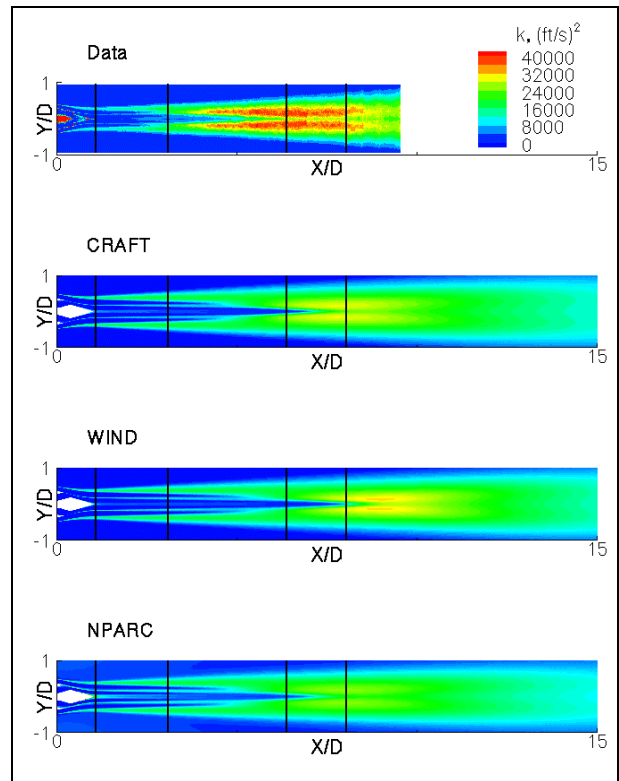 Data
k, (ft/s)²
40000
32000
24000
16000
8000
0
1
Y/D
-1
0
X/D
15
CRAFT
1
Y/D
-1
0
X/D
15
WIND
1
Y/D
-1
0
X/D
15
NPARC
1
Y/D
-1
0
X/D
15